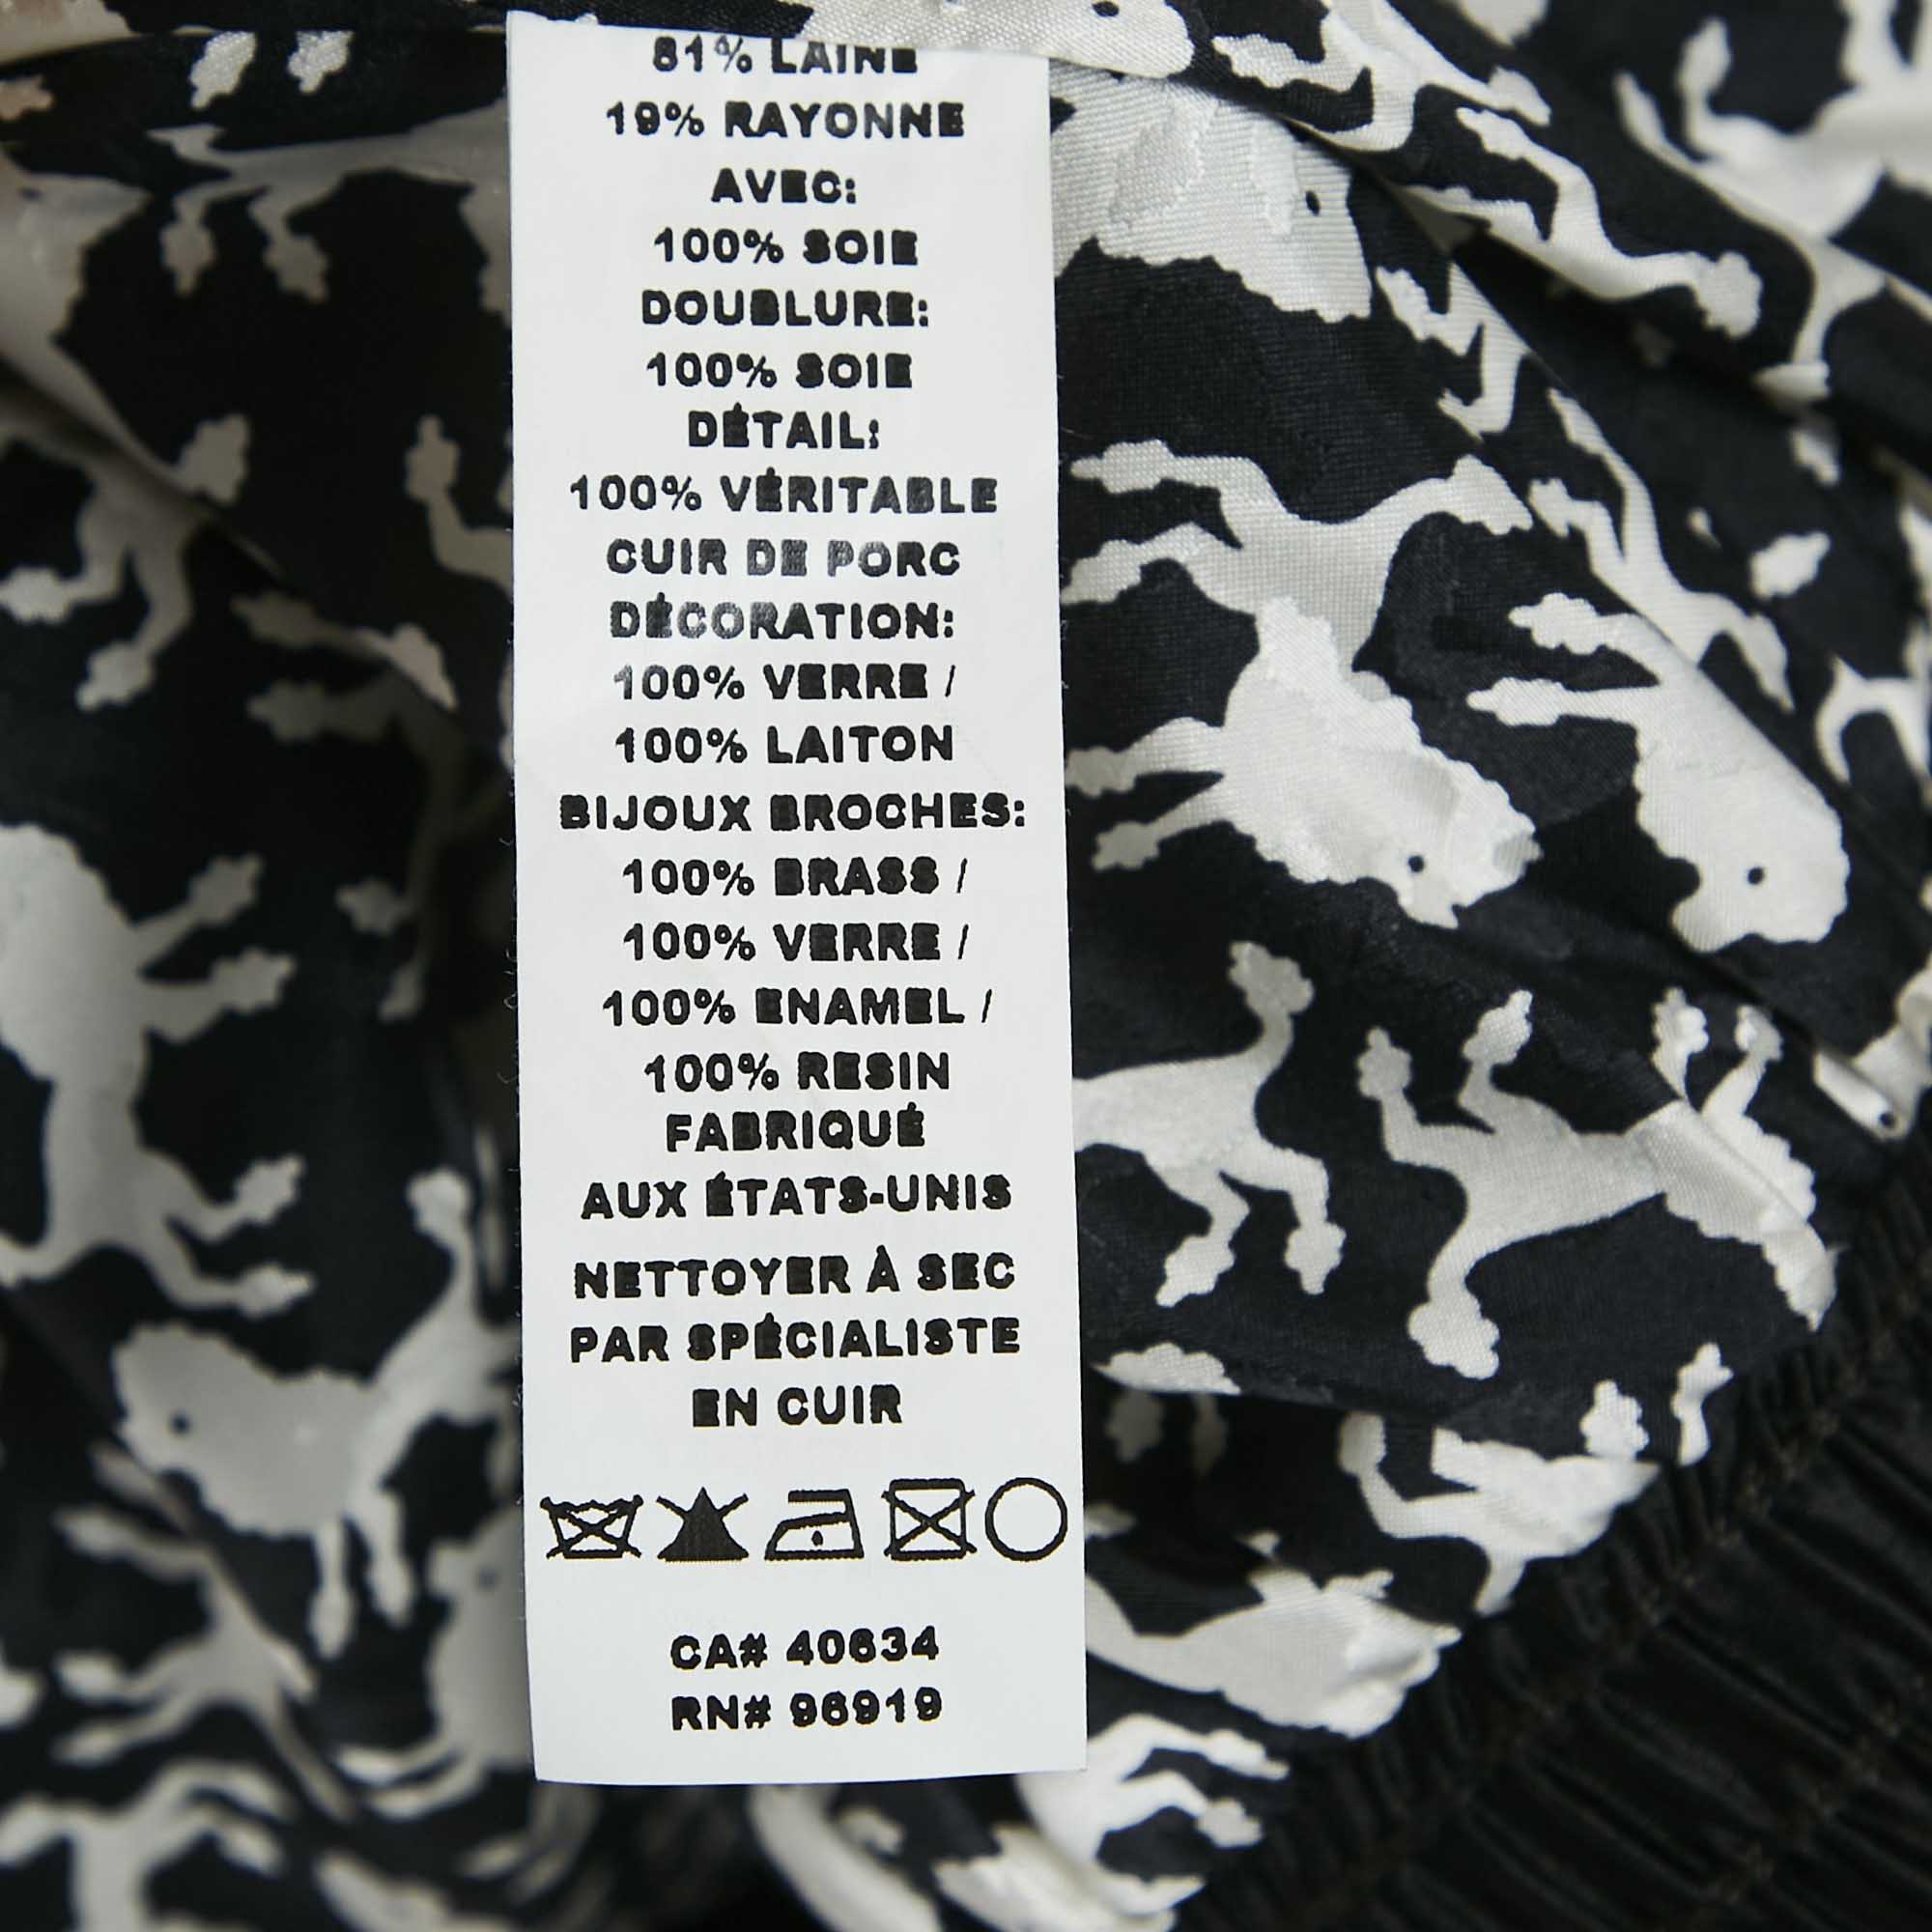 81% LAINE
19% RAYONNE
AVEC:
100% SOIE
DOUBLURE:
100% SOIE
DÉTAIL:
100% VÉRITABLE
CUIR DE PORC
DÉCORATION:
100% VERRE /
100% LAITON
BIJOUX BROCHES:
100% BRASS /
100% VERRE /
100% ENAMEL /
100% RESIN
FABRIQUÉ
AUX ÉTATS-UNIS
NETTOYER À SEC
PAR SPÉCIALISTE
EN CUIR
CA# 40634
RN# 96919